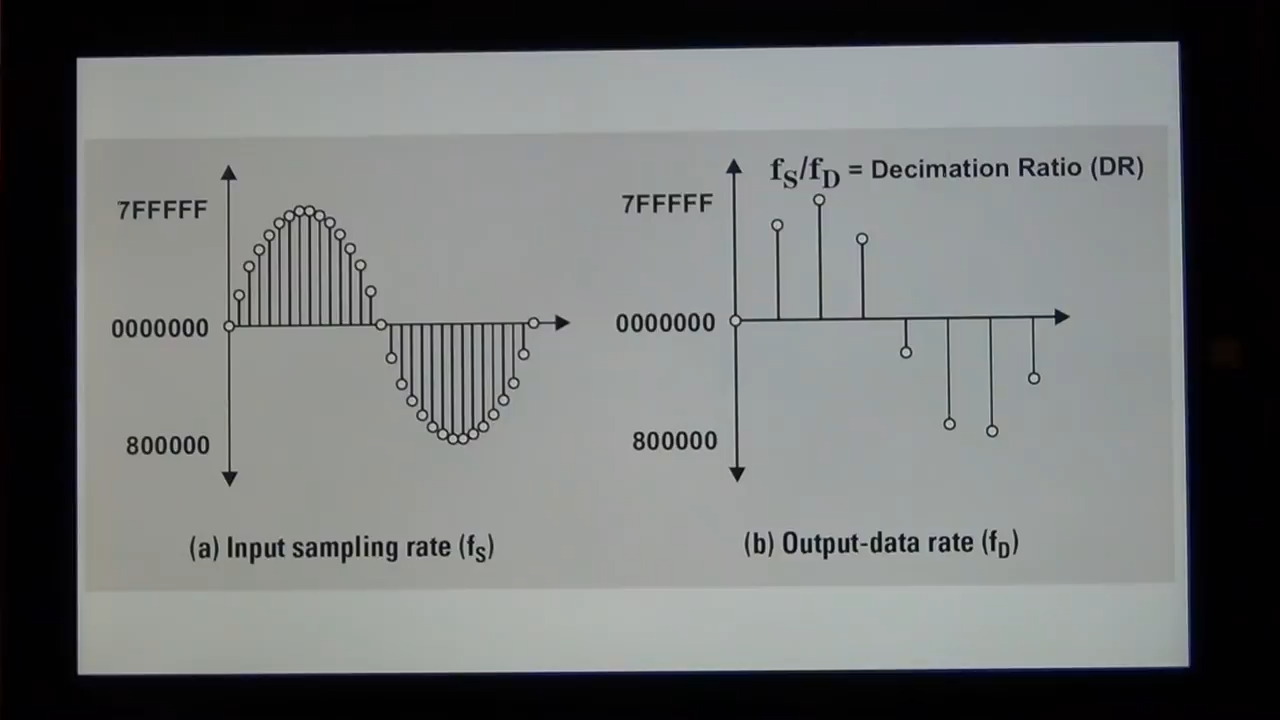 7FFFFF
0000000
800000
(a) Input sampling rate (fS)
fS/fD = Decimation Ratio (DR)
7FFFFF
0000000
800000
(b) Output-data rate (fD)